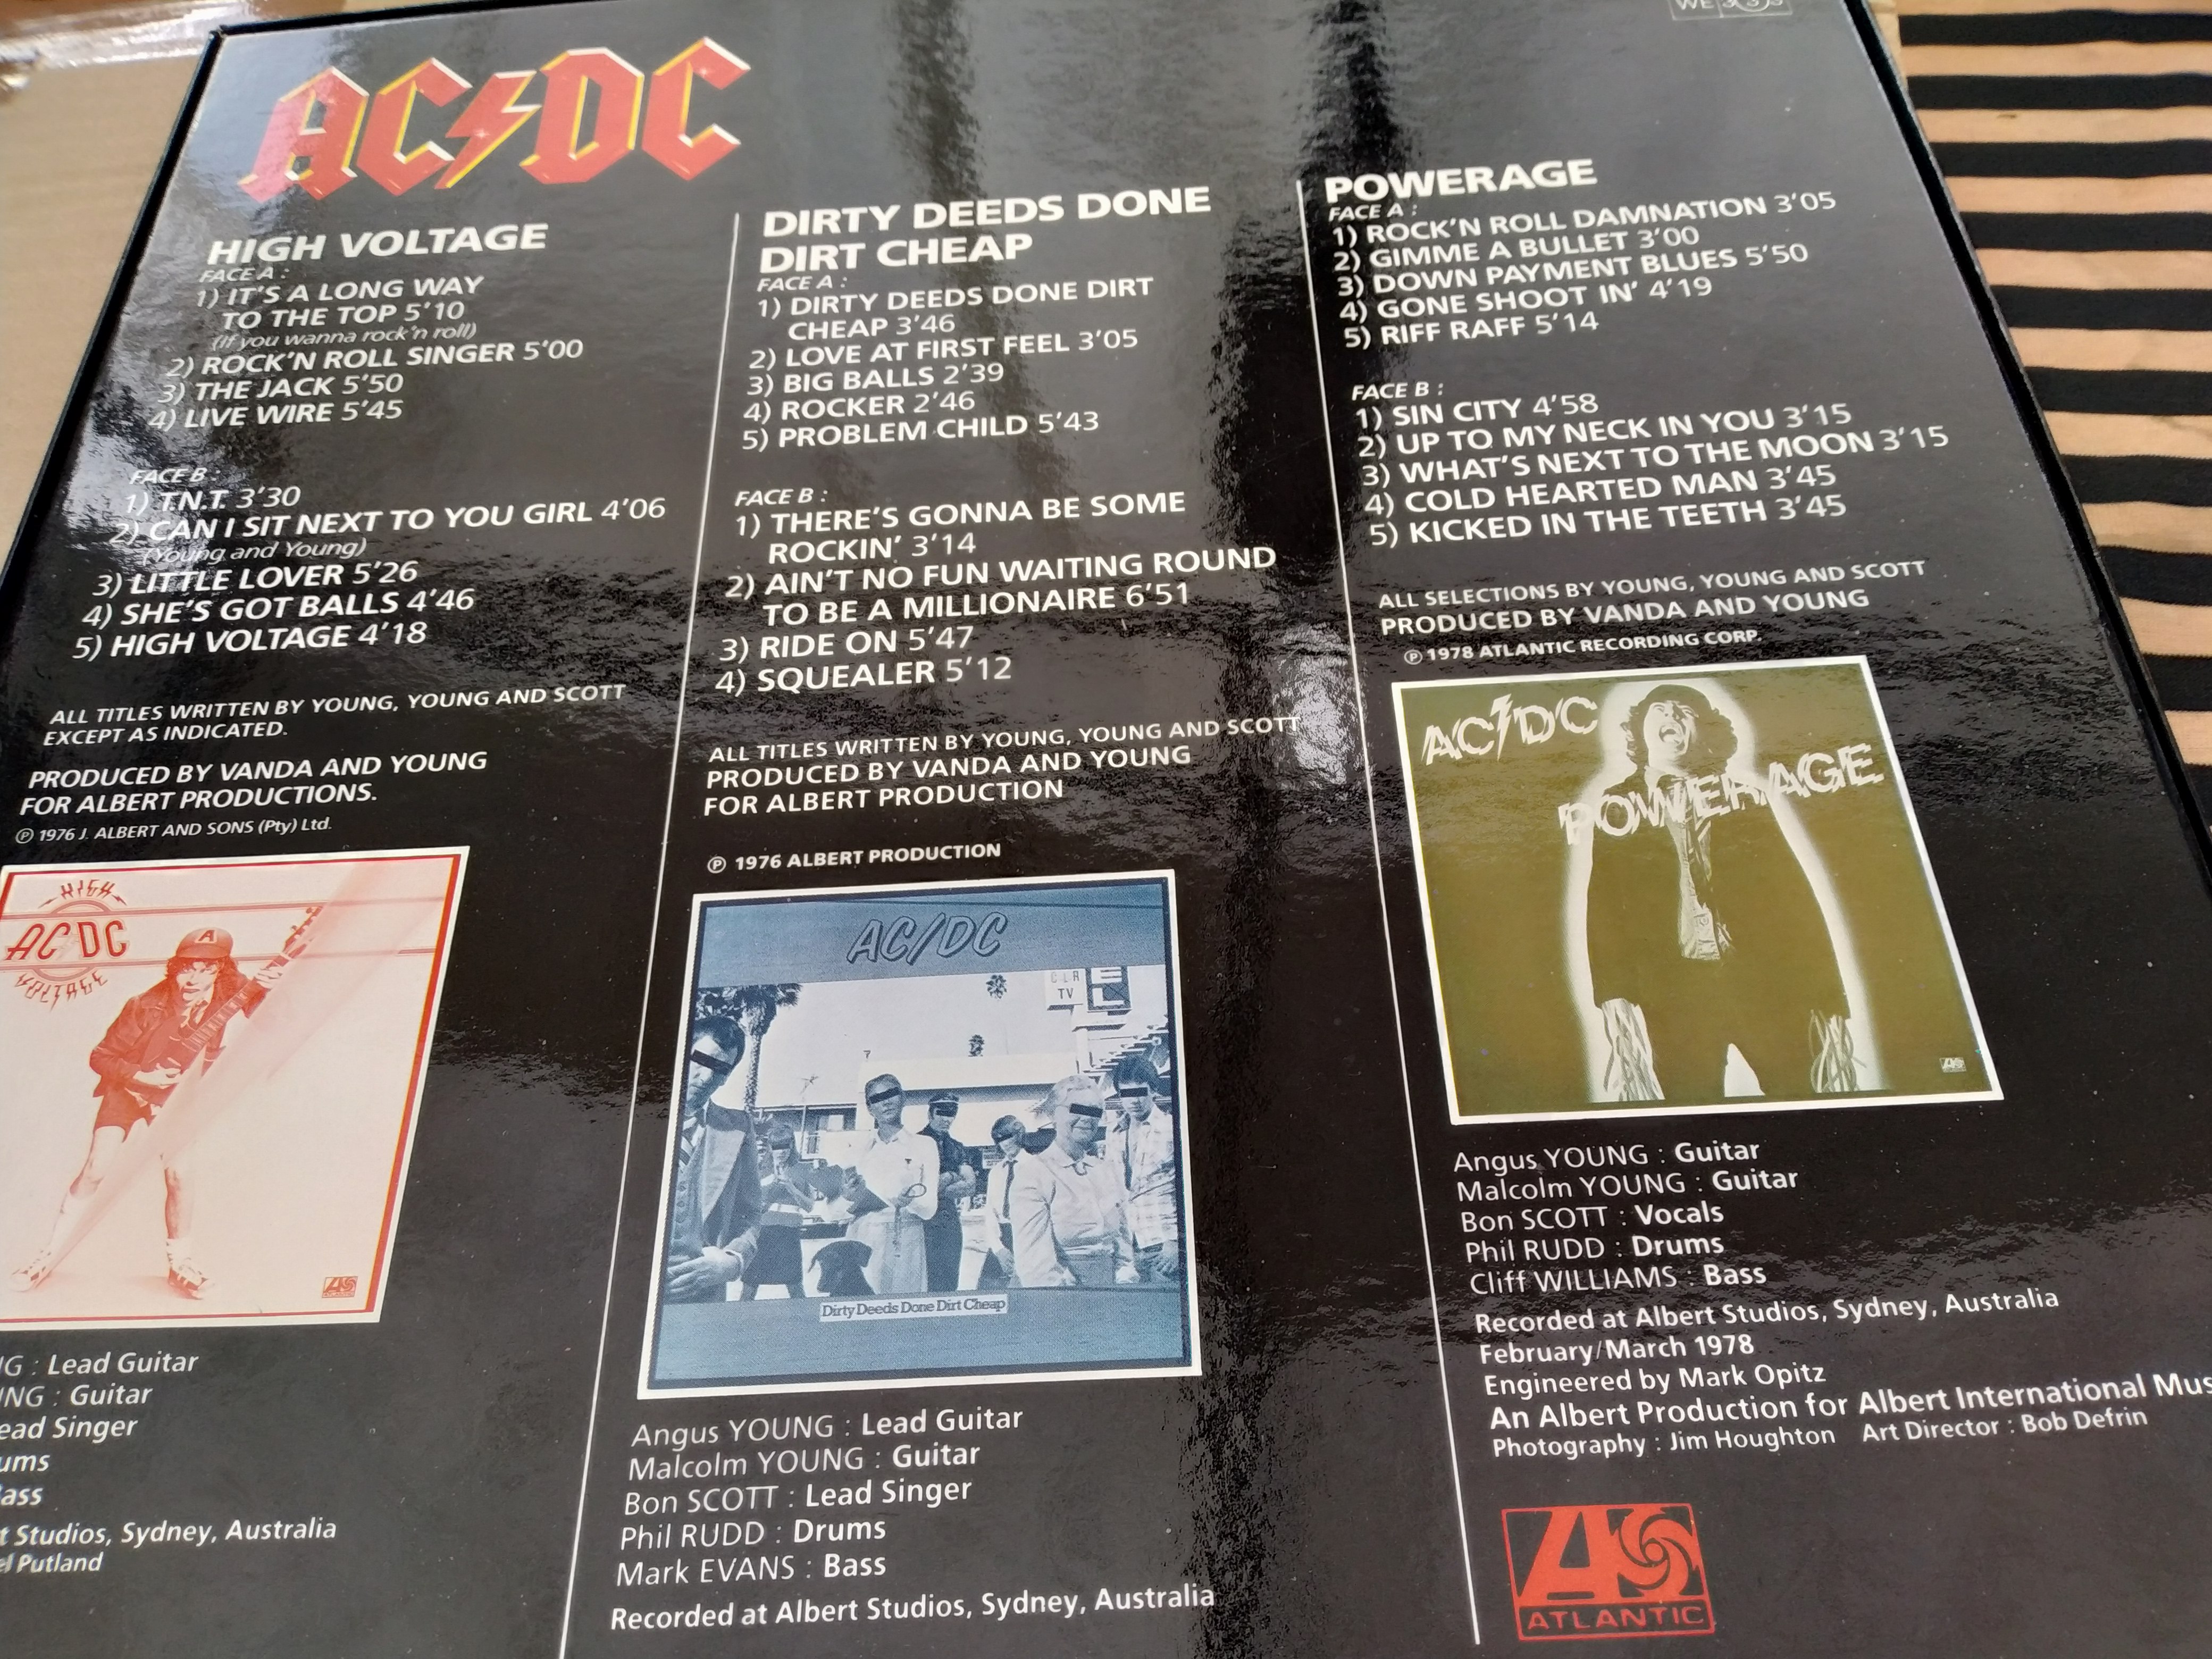 AC/DC
HIGH VOLTAGE
FACE A :
1) IT'S A LONG WAY
TO THE TOP 5'10
(If you wanna rock'n roll)
2) ROCK'N ROLL SINGER 5'00
3) THE JACK 5'50
4) LIVE WIRE 5'45
FACE B :
1) T.N.T. 3'30
2) CAN I SIT NEXT TO YOU GIRL 4'06
(Young and Young)
3) LITTLE LOVER 5'26
4) SHE'S GOT BALLS 4'46
5) HIGH VOLTAGE 4'18
ALL TITLES WRITTEN BY YOUNG, YOUNG AND SCOTT
EXCEPT AS INDICATED.
PRODUCED BY VANDA AND YOUNG
FOR ALBERT PRODUCTIONS.
℗ 1976 J. ALBERT AND SONS (Pty) Ltd.
HIGH
AC DC
VOLTAGE
A
NG : Lead Guitar
NG : Guitar
ead Singer
ums
ass
t Studios, Sydney, Australia
el Putland
DIRTY DEEDS DONE
DIRT CHEAP
FACE A :
1) DIRTY DEEDS DONE DIRT
CHEAP 3'46
2) LOVE AT FIRST FEEL 3'05
3) BIG BALLS 2'39
4) ROCKER 2'46
5) PROBLEM CHILD 5'43
FACE B :
1) THERE'S GONNA BE SOME
ROCKIN' 3'14
2) AIN'T NO FUN WAITING ROUND
TO BE A MILLIONAIRE 6'51
3) RIDE ON 5'47
4) SQUEALER 5'12
ALL TITLES WRITTEN BY YOUNG, YOUNG AND SCOTT
PRODUCED BY VANDA AND YOUNG
FOR ALBERT PRODUCTION
℗ 1976 ALBERT PRODUCTION
AC/DC
TV
EL
Dirty Deeds Done Dirt Cheap
Angus YOUNG : Lead Guitar
Malcolm YOUNG : Guitar
Bon SCOTT : Lead Singer
Phil RUDD : Drums
Mark EVANS : Bass
Recorded at Albert Studios, Sydney, Australia
WE 333
POWERAGE
FACE A :
1) ROCK'N ROLL DAMNATION 3'05
2) GIMME A BULLET 3'00
3) DOWN PAYMENT BLUES 5'50
4) GONE SHOOT IN' 4'19
5) RIFF RAFF 5'14
FACE B :
1) SIN CITY 4'58
2) UP TO MY NECK IN YOU 3'15
3) WHAT'S NEXT TO THE MOON 3'15
4) COLD HEARTED MAN 3'45
5) KICKED IN THE TEETH 3'45
ALL SELECTIONS BY YOUNG, YOUNG AND SCOTT
PRODUCED BY VANDA AND YOUNG
℗ 1978 ATLANTIC RECORDING CORP.
AC/DC
POWERAGE
Angus YOUNG : Guitar
Malcolm YOUNG : Guitar
Bon SCOTT : Vocals
Phil RUDD : Drums
Cliff WILLIAMS : Bass
Recorded at Albert Studios, Sydney, Australia
February/March 1978
Engineered by Mark Opitz
An Albert Production for Albert International Mus
Photography : Jim Houghton Art Director : Bob Defrin
ATLANTIC